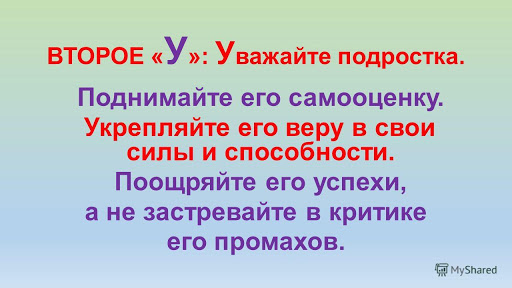 ВТОРОЕ «У»: Уважайте подростка.
Поднимайте его самооценку.
Укрепляйте его веру в свои
силы и способности.
Поощряйте его успехи,
а не застревайте в критике
его промахов.
MyShared